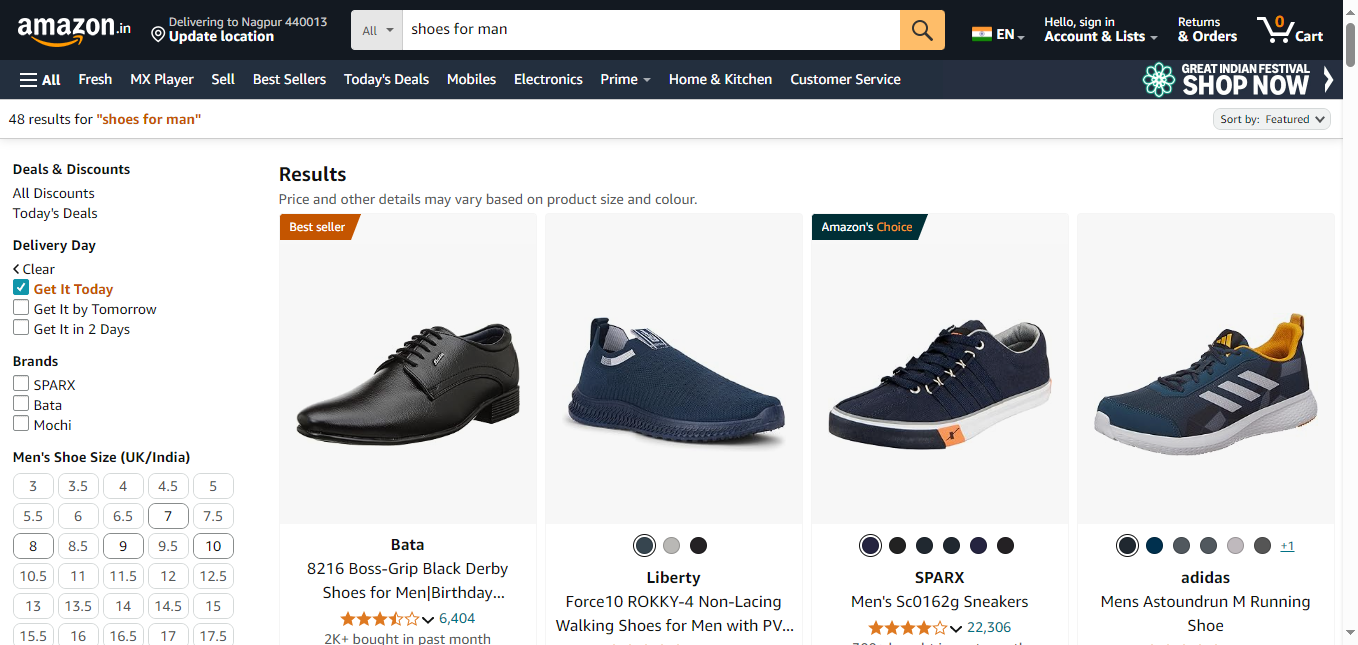 amazon.in
Delivering to Nagpur 440013
Update location
All
shoes for man
EN
Hello, sign in
Account & Lists
Returns
& Orders
0
Cart
All
Fresh
MX Player
Sell
Best Sellers
Today's Deals
Mobiles
Electronics
Prime
Home & Kitchen
Customer Service
GREAT INDIAN FESTIVAL
SHOP NOW
48 results for "shoes for man"
Sort by: Featured
Deals & Discounts
All Discounts
Today's Deals
Delivery Day
Clear
Get It Today
Get It by Tomorrow
Get It in 2 Days
Brands
SPARX
Bata
Mochi
Men's Shoe Size (UK/India)
3 3.5 4 4.5 5
5.5 6 6.5 7 7.5
8 8.5 9 9.5 10
10.5 11 11.5 12 12.5
13 13.5 14 14.5 15
15.5 16 16.5 17 17.5
Results
Price and other details may vary based on product size and colour.
Best seller
Bata
8216 Boss-Grip Black Derby
Shoes for Men|Birthday...
6,404
2K+ bought in past month
Liberty
Force10 ROKKY-4 Non-Lacing
Walking Shoes for Men with PV...
Amazon's Choice
SPARX
Men's Sc0162g Sneakers
22,306
+1
adidas
Mens Astoundrun M Running
Shoe